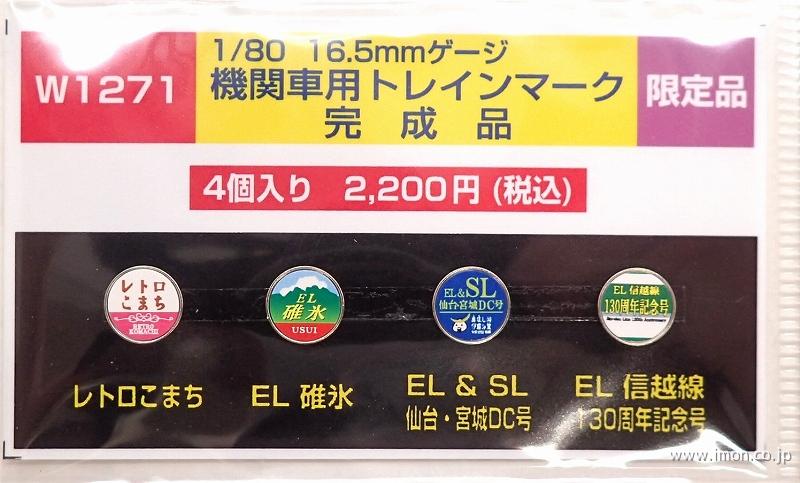 W1271
1/80 16.5mmゲージ
機関車用トレインマーク
完成品
限定品
4個入り 2,200円(税込)
レトロ
こまち
RETRO
KOMACHI
EL
碓氷
USUI
EL&SL
仙台・宮城DC号
EL 信越線
130周年記念号
レトロこまち
EL 碓氷
EL & SL
仙台・宮城DC号
EL 信越線
130周年記念号
www.imon.co.jp